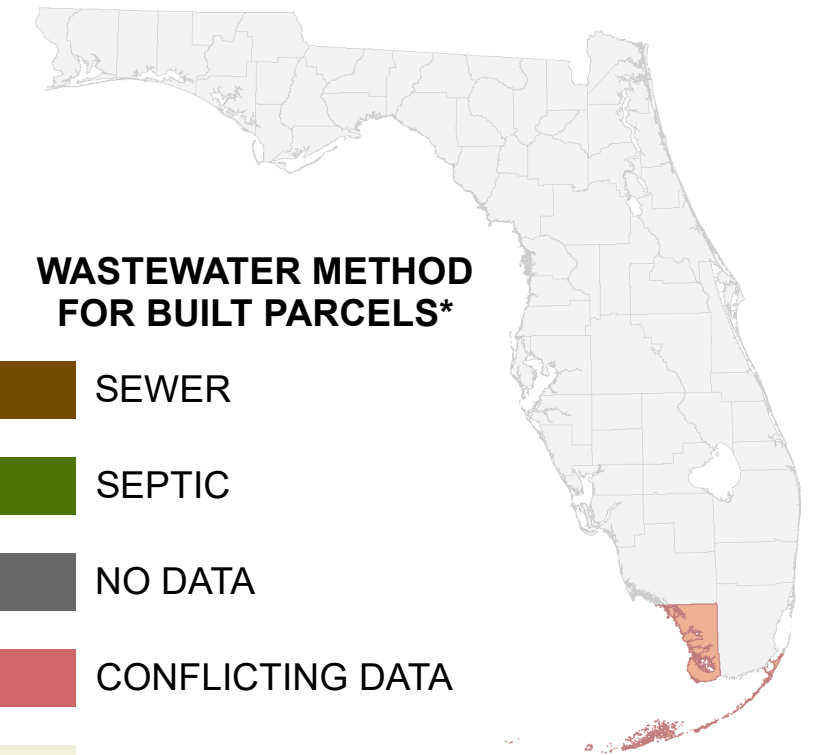 WASTEWATER METHOD
FOR BUILT PARCELS*
SEWER
SEPTIC
NO DATA
CONFLICTING DATA